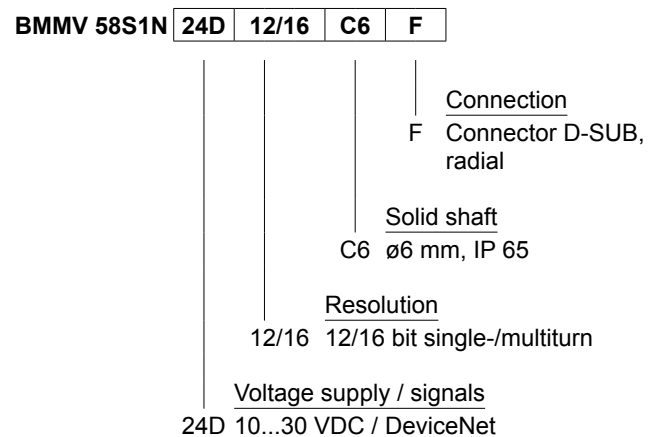 BMMV 58S1N 24D 12/16 C6 F
Connection
F Connector D-SUB,
radial
Solid shaft
C6 ø6 mm, IP 65
Resolution
12/16 12/16 bit single-/multiturn
Voltage supply / signals
24D 10...30 VDC / DeviceNet